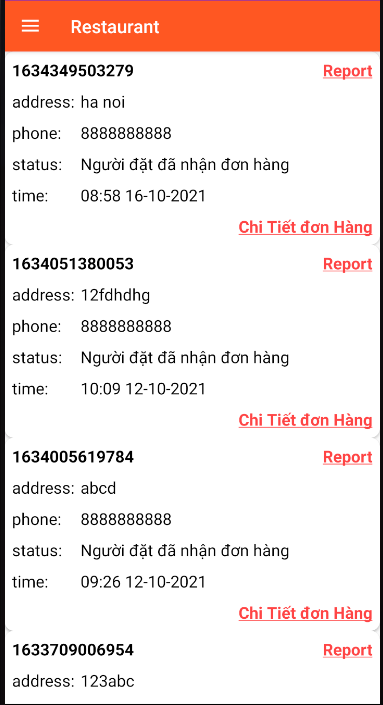 Restaurant
1634349503279 Report
address: ha noi
phone: 8888888888
status: Người đặt đã nhận đơn hàng
time: 08:58 16-10-2021
Chi Tiết đơn Hàng
1634051380053 Report
address: 12fdhdhg
phone: 8888888888
status: Người đặt đã nhận đơn hàng
time: 10:09 12-10-2021
Chi Tiết đơn Hàng
1634005619784 Report
address: abcd
phone: 8888888888
status: Người đặt đã nhận đơn hàng
time: 09:26 12-10-2021
Chi Tiết đơn Hàng
1633709006954 Report
address: 123abc